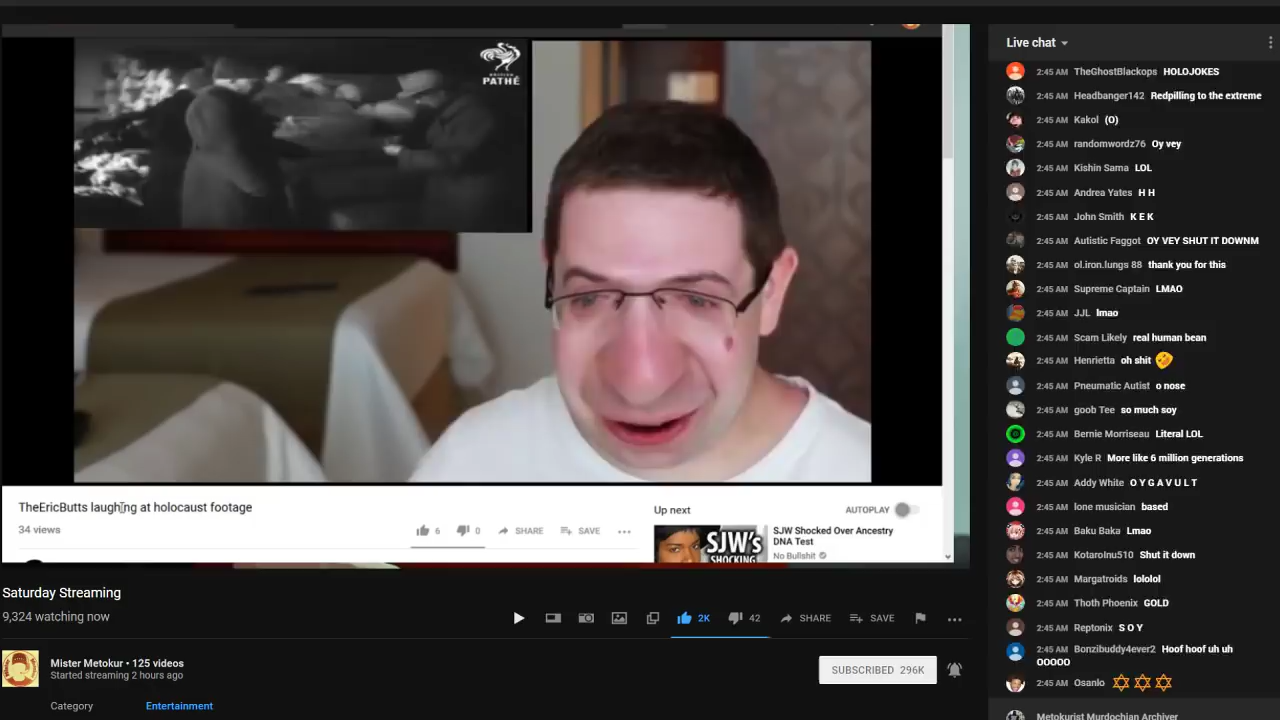 BRITISH
PATHÉ
TheEricButts laughing at holocaust footage
34 views
6
0
SHARE
SAVE
Up next
AUTOPLAY
SJW'S
SHOCKING
SJW Shocked Over Ancestry
DNA Test
No Bullshit
Saturday Streaming
9,324 watching now
2K
42
SHARE
SAVE
Mister Metokur • 125 videos
Started streaming 2 hours ago
SUBSCRIBED 296K
Category
Entertainment
Live chat
2:45 AM TheGhostBlackops HOLOJOKES
2:45 AM Headbanger142 Redpilling to the extreme
2:45 AM Kakol (O)
2:45 AM randomwordz76 Oy vey
2:45 AM Kishin Sama LOL
2:45 AM Andrea Yates H H
2:45 AM John Smith K E K
2:45 AM Autistic Faggot OY VEY SHUT IT DOWNM
2:45 AM ol.iron.lungs 88 thank you for this
2:45 AM Supreme Captain LMAO
2:45 AM JJL lmao
2:45 AM Scam Likely real human bean
2:45 AM Henrietta oh shit 🤣
2:45 AM Pneumatic Autist o nose
2:45 AM goob Tee so much soy
2:45 AM Bernie Morriseau Literal LOL
2:45 AM Kyle R More like 6 million generations
2:45 AM Addy White O Y G A V U L T
2:45 AM lone musician based
2:45 AM Baku Baka Lmao
2:45 AM KotaroInu510 Shut it down
2:45 AM Margatroids lololol
2:45 AM Thoth Phoenix GOLD
2:45 AM Reptonix S O Y
2:45 AM Bonzibuddy4ever2 Hoof hoof uh uh
OOOOO
2:45 AM Osanlo ✡✡✡
Metokurist Murdochian Archiver